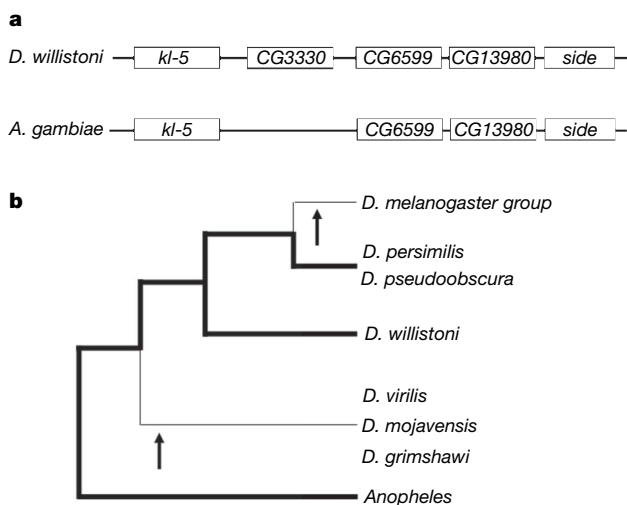 a
D. willistoni kl-5 CG3330 CG6599 CG13980 side
A. gambiae kl-5 CG6599 CG13980 side
b
D. melanogaster group
D. persimilis
D. pseudoobscura
D. willistoni
D. virilis
D. mojavensis
D. grimshawi
Anopheles